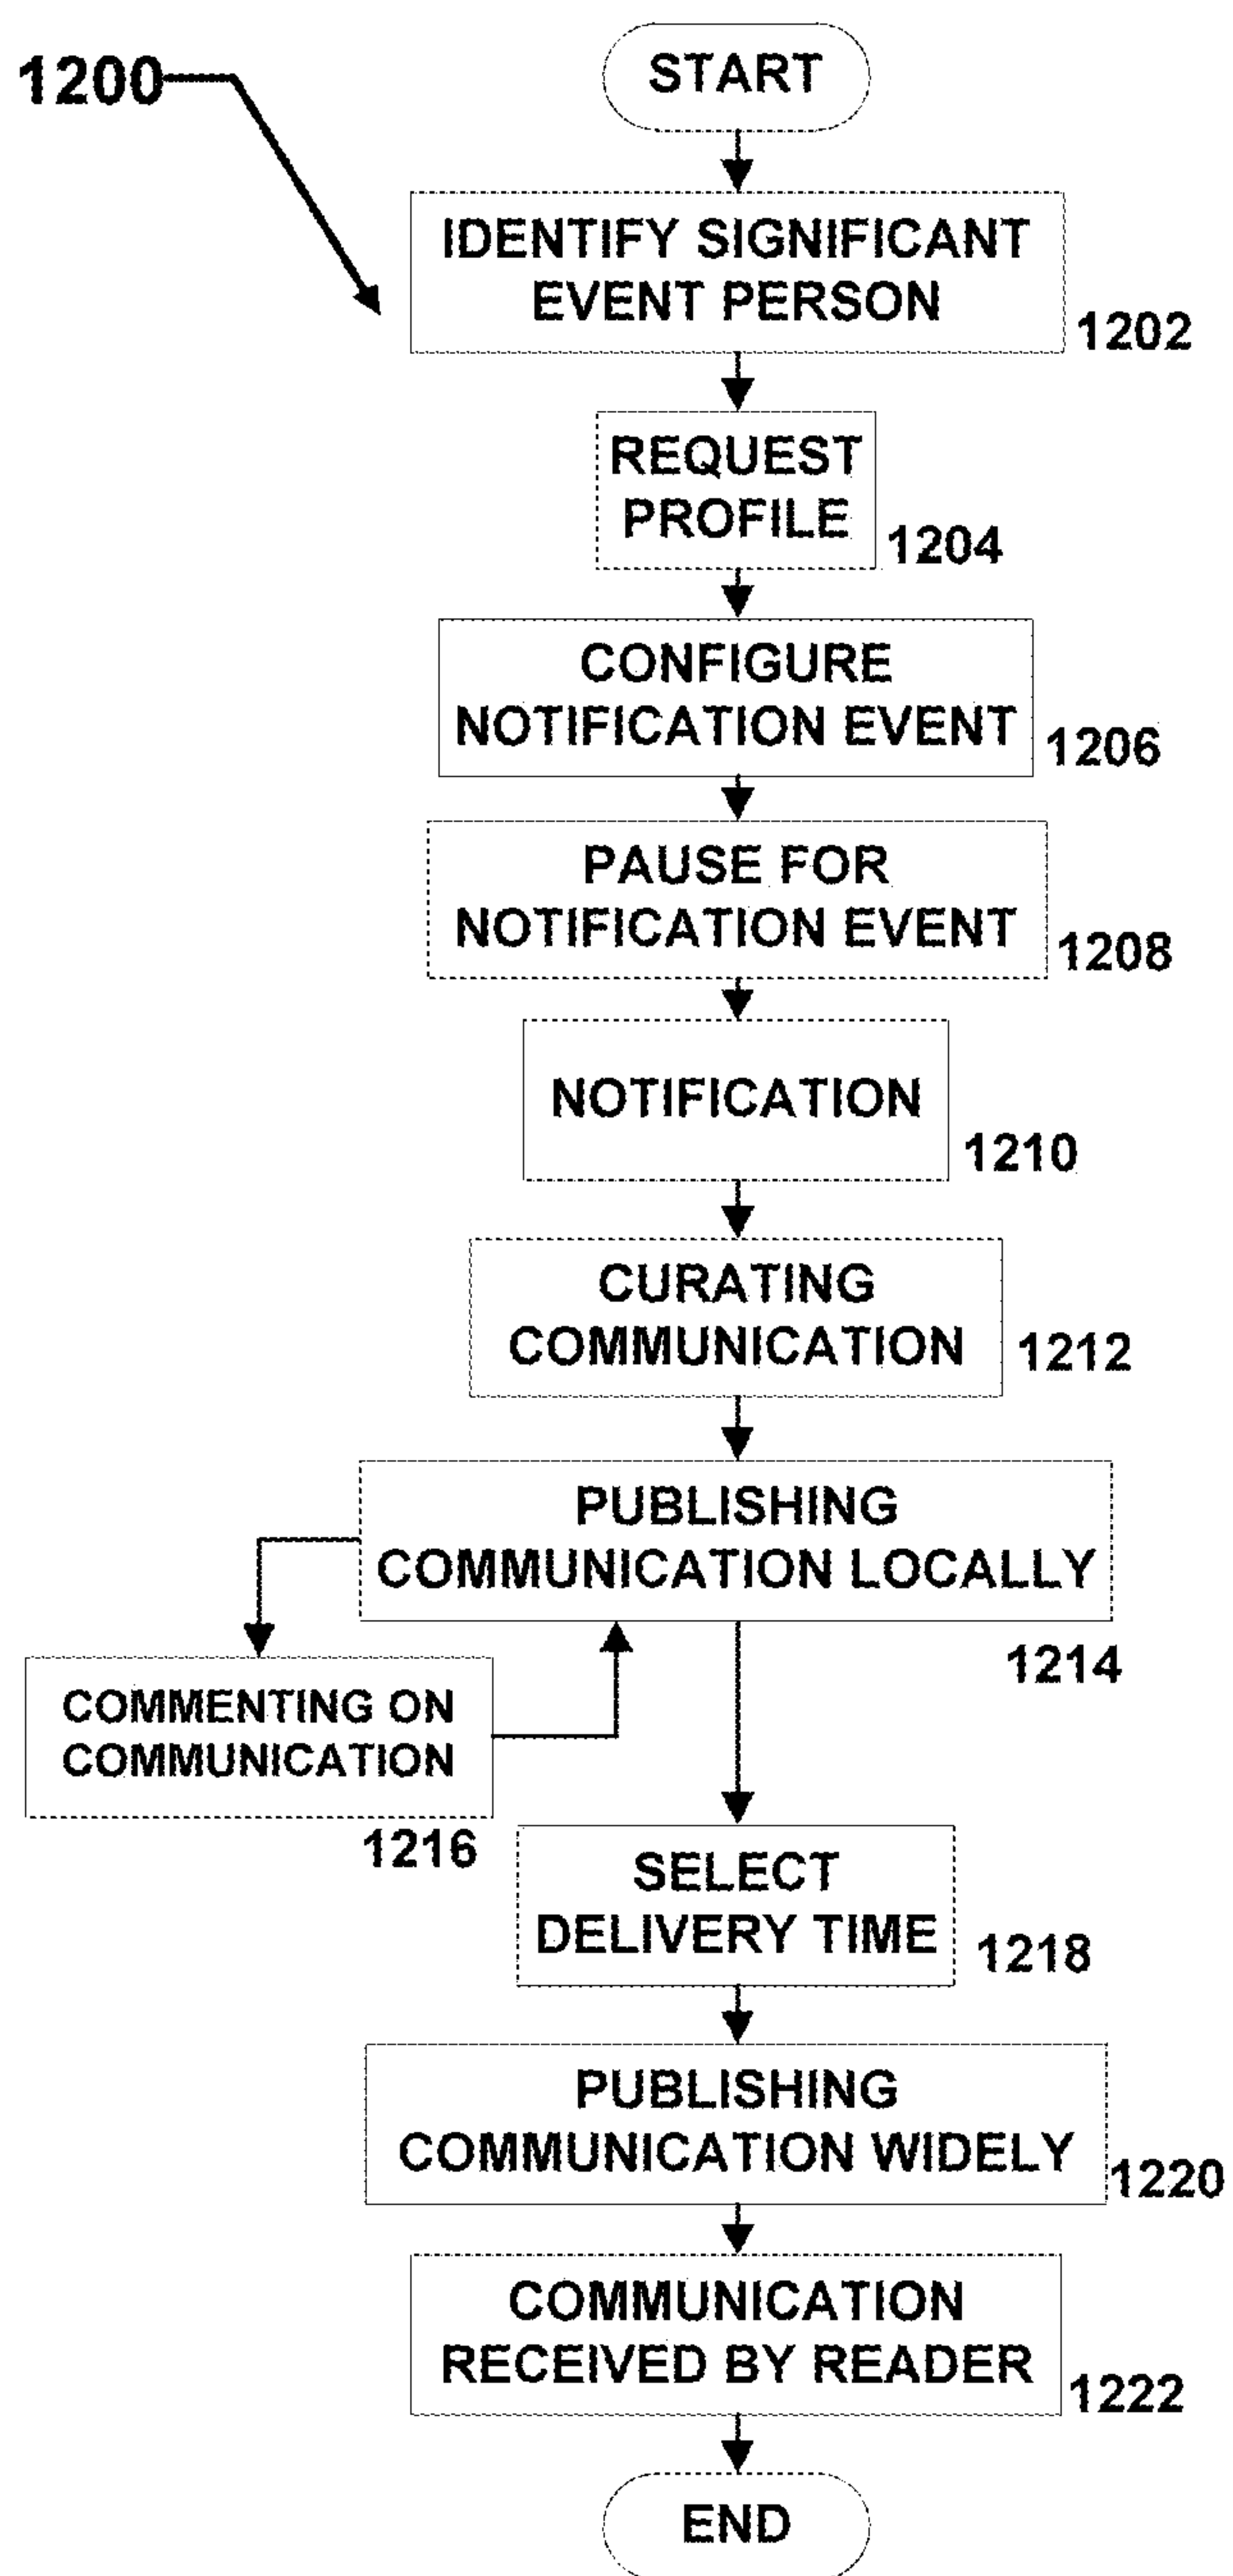 1200
START
IDENTIFY SIGNIFICANT
EVENT PERSON
1202
REQUEST
PROFILE
1204
CONFIGURE
NOTIFICATION EVENT
1206
PAUSE FOR
NOTIFICATION EVENT
1208
NOTIFICATION
1210
CURATING
COMMUNICATION
1212
PUBLISHING
COMMUNICATION LOCALLY
1214
COMMENTING ON
COMMUNICATION
1216
SELECT
DELIVERY TIME
1218
PUBLISHING
COMMUNICATION WIDELY
1220
COMMUNICATION
RECEIVED BY READER
1222
END